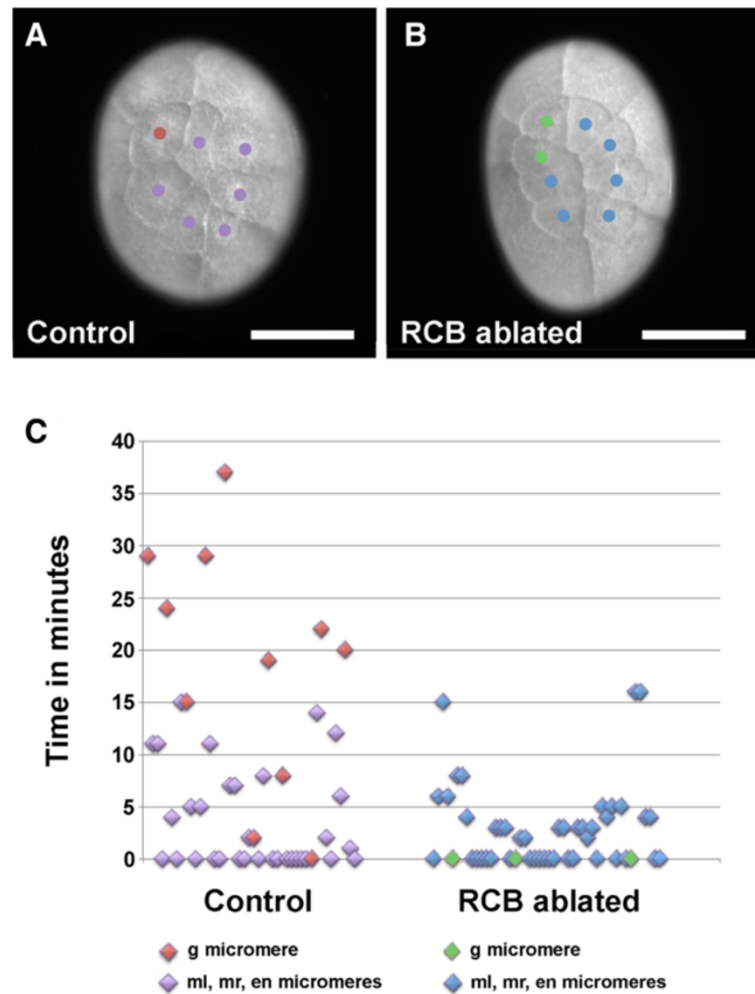 A
B
Control
RCB ablated
C
Time in minutes
40
35
30
25
20
15
10
5
0
Control
RCB ablated
g micromere
g micromere
ml, mr, en micromeres
ml, mr, en micromeres